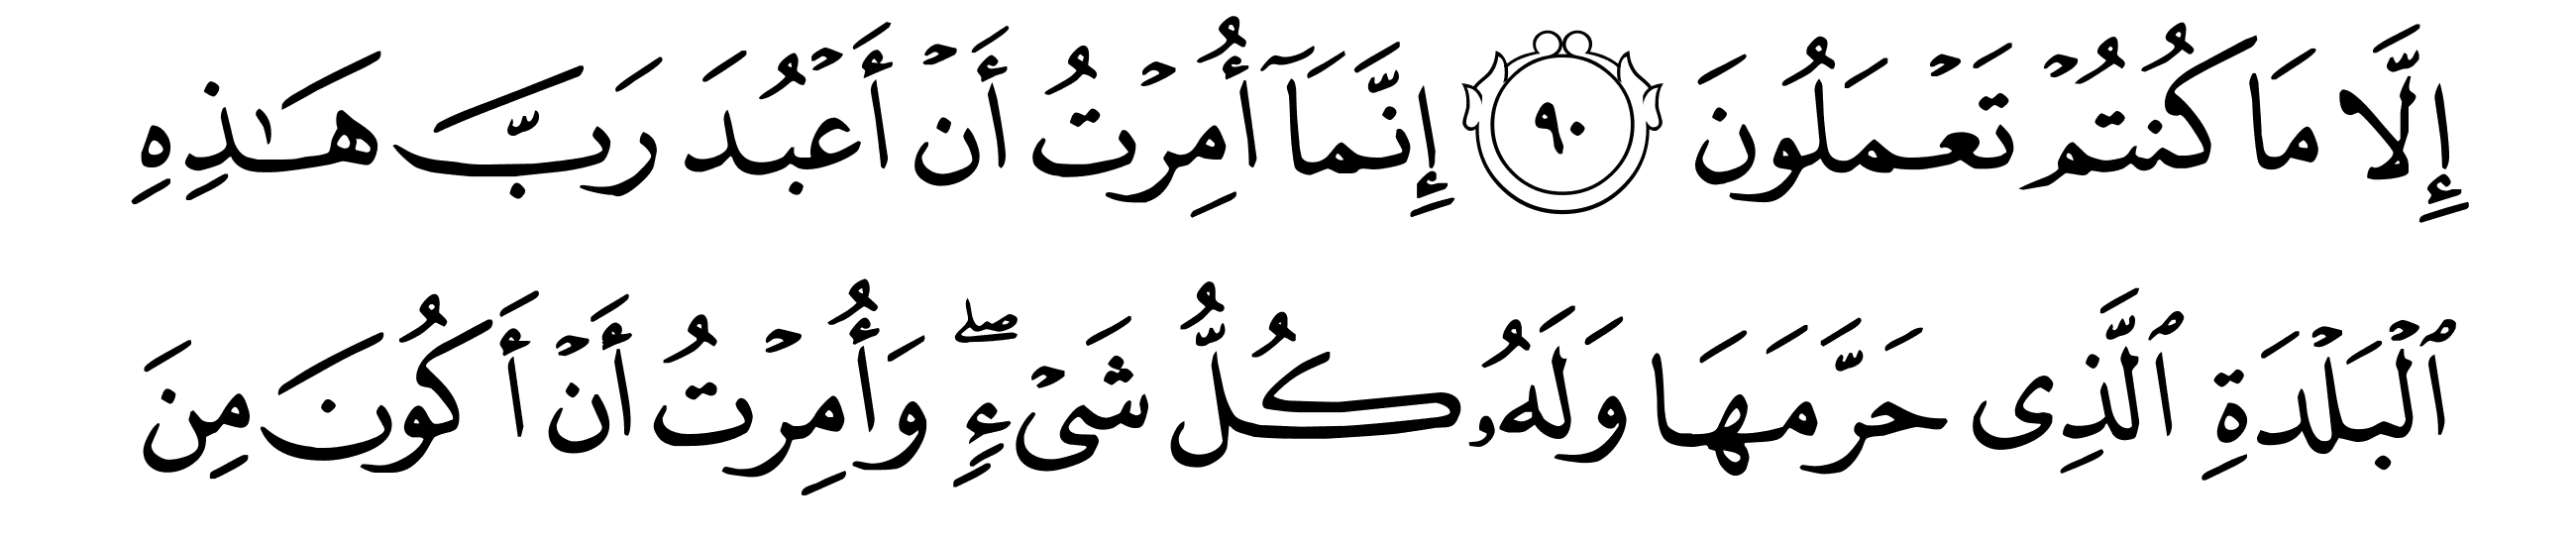 إِلَّا مَا كُنتُمۡ تَعۡمَلُونَ ٩٠ إِنَّمَآ أُمِرۡتُ أَنۡ أَعۡبُدَ رَبَّ هَٰذِهِ
ٱلۡبَلۡدَةِ ٱلَّذِي حَرَّمَهَا وَلَهُۥ كُلُّ شَيۡءٖۖ وَأُمِرۡتُ أَنۡ أَكُونَ مِنَ